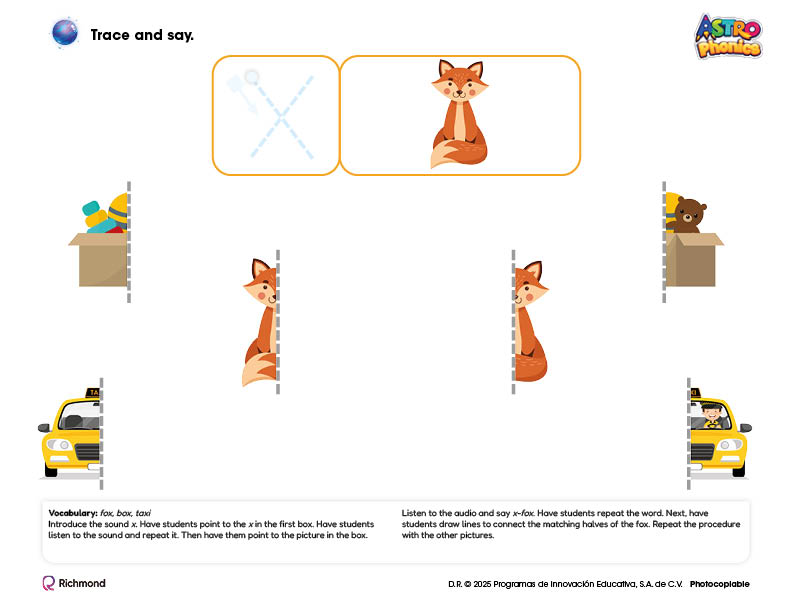 Trace and say.
ASTRO
Phonics
x
TA
XI
Vocabulary: fox, box, taxi
Introduce the sound x. Have students point to the x in the first box. Have students
listen to the sound and repeat it. Then have them point to the picture in the box.
Listen to the audio and say x-fox. Have students repeat the word. Next, have
students draw lines to connect the matching halves of the fox. Repeat the procedure
with the other pictures.
Richmond
D.R. © 2025 Programas de Innovación Educativa, S.A. de C.V. Photocopiable